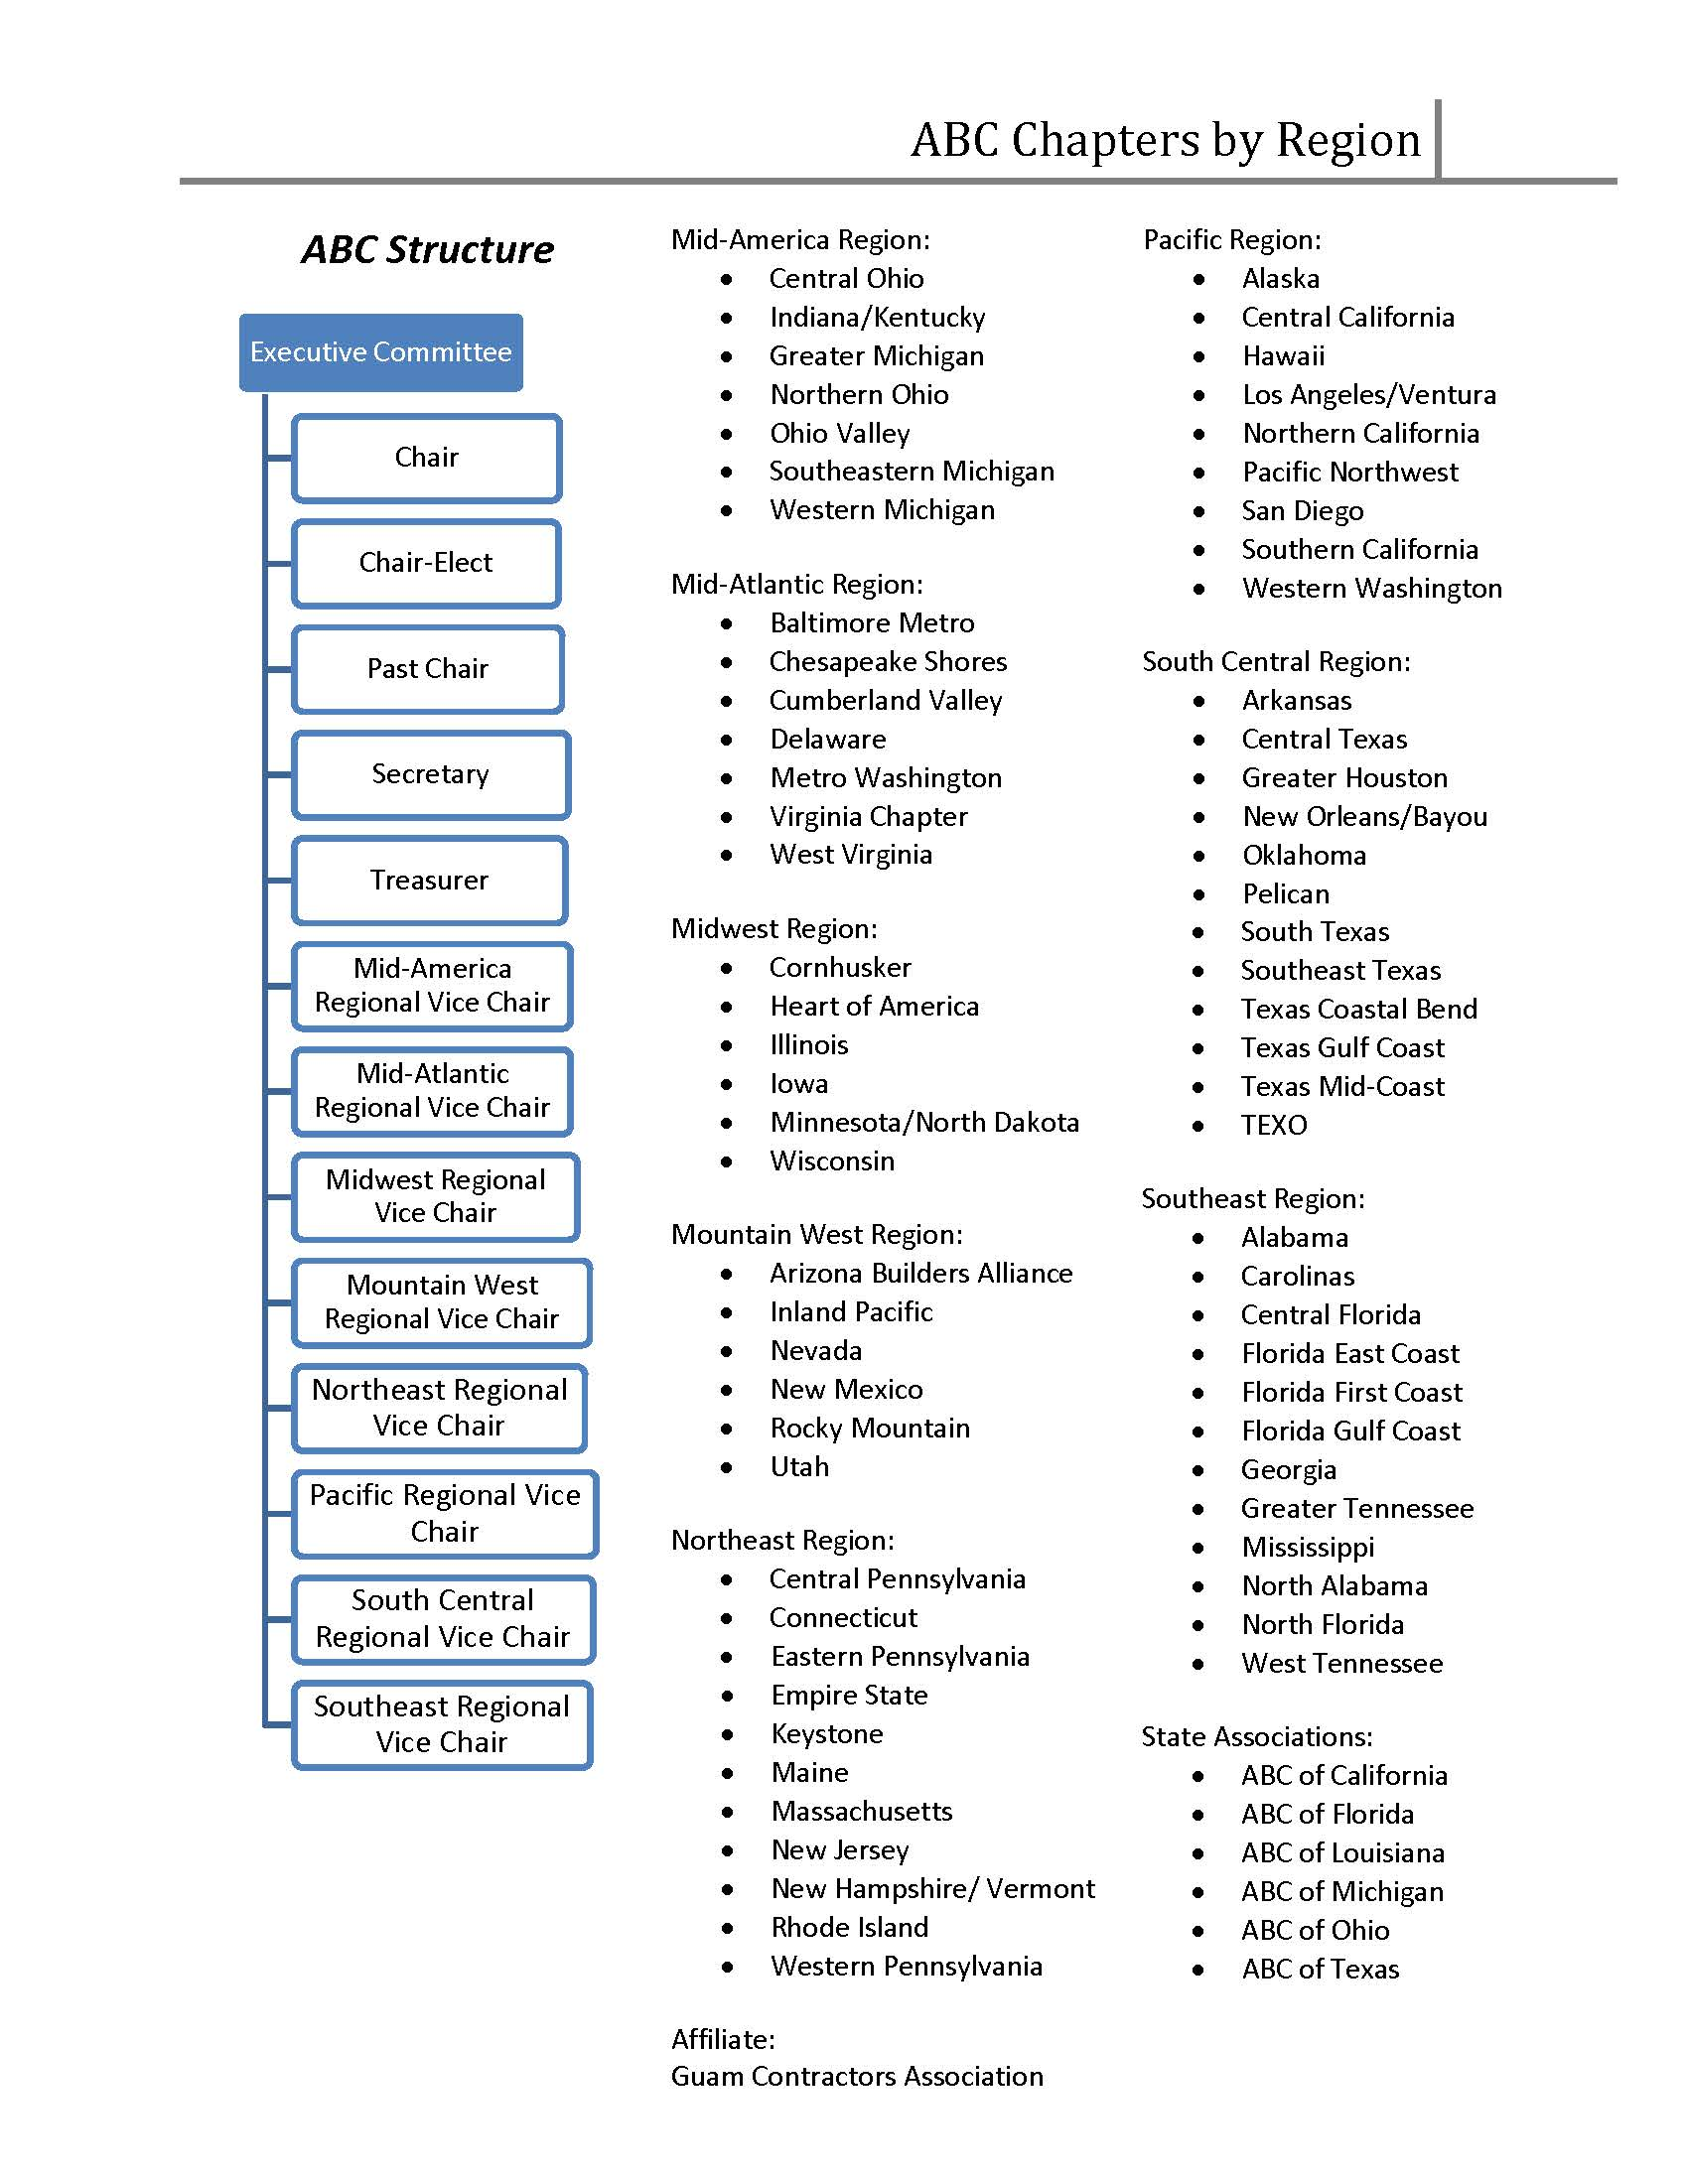 ABC Chapters by Region
ABC Structure
Executive Committee
Chair
Chair-Elect
Past Chair
Secretary
Treasurer
Mid-America
Regional Vice Chair
Mid-Atlantic
Regional Vice Chair
Midwest Regional
Vice Chair
Mountain West
Regional Vice Chair
Northeast Regional
Vice Chair
Pacific Regional Vice
Chair
South Central
Regional Vice Chair
Southeast Regional
Vice Chair
Mid-America Region:
• Central Ohio
• Indiana/Kentucky
• Greater Michigan
• Northern Ohio
• Ohio Valley
• Southeastern Michigan
• Western Michigan
Mid-Atlantic Region:
• Baltimore Metro
• Chesapeake Shores
• Cumberland Valley
• Delaware
• Metro Washington
• Virginia Chapter
• West Virginia
Midwest Region:
• Cornhusker
• Heart of America
• Illinois
• Iowa
• Minnesota/North Dakota
• Wisconsin
Mountain West Region:
• Arizona Builders Alliance
• Inland Pacific
• Nevada
• New Mexico
• Rocky Mountain
• Utah
Northeast Region:
• Central Pennsylvania
• Connecticut
• Eastern Pennsylvania
• Empire State
• Keystone
• Maine
• Massachusetts
• New Jersey
• New Hampshire/ Vermont
• Rhode Island
• Western Pennsylvania
Affiliate:
Guam Contractors Association
Pacific Region:
• Alaska
• Central California
• Hawaii
• Los Angeles/Ventura
• Northern California
• Pacific Northwest
• San Diego
• Southern California
• Western Washington
South Central Region:
• Arkansas
• Central Texas
• Greater Houston
• New Orleans/Bayou
• Oklahoma
• Pelican
• South Texas
• Southeast Texas
• Texas Coastal Bend
• Texas Gulf Coast
• Texas Mid-Coast
• TEXO
Southeast Region:
• Alabama
• Carolinas
• Central Florida
• Florida East Coast
• Florida First Coast
• Florida Gulf Coast
• Georgia
• Greater Tennessee
• Mississippi
• North Alabama
• North Florida
• West Tennessee
State Associations:
• ABC of California
• ABC of Florida
• ABC of Louisiana
• ABC of Michigan
• ABC of Ohio
• ABC of Texas